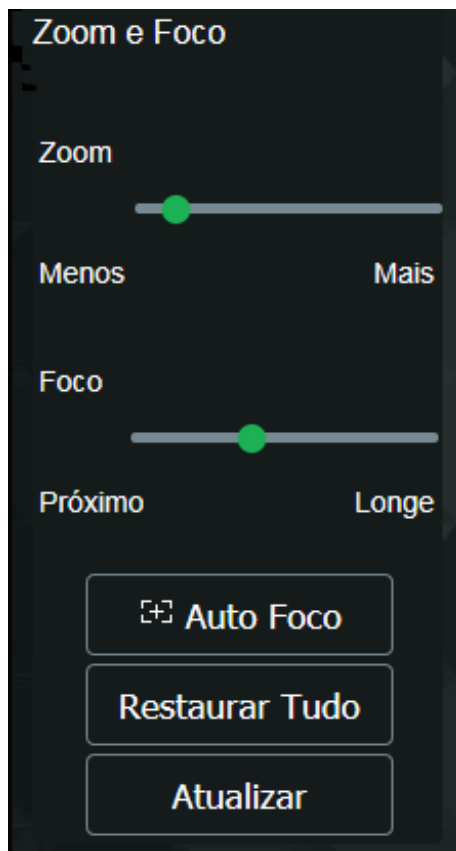 Zoom e Foco
Zoom
Menos Mais
Foco
Próximo Longe
Auto Foco
Restaurar Tudo
Atualizar